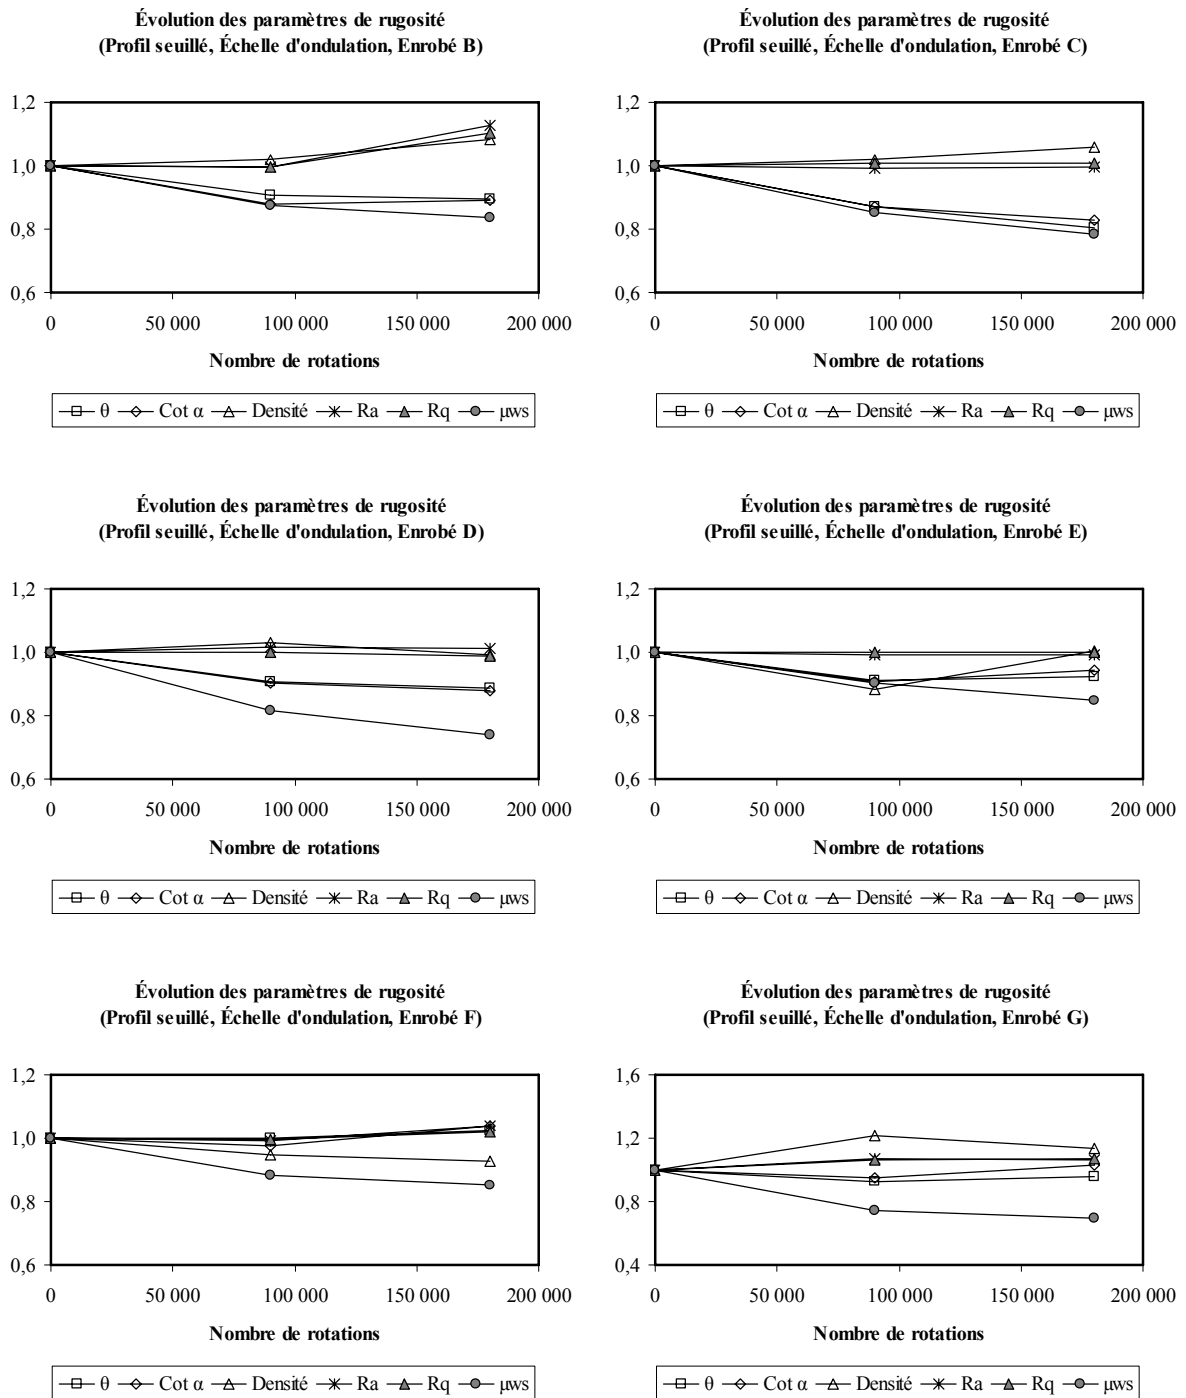 Évolution des paramètres de rugosité
(Profil seuillé, Échelle d'ondulation, Enrobé B)
1,2
1,0
0,8
0,6
0 50 000 100 000 150 000 200 000
Nombre de rotations
θ Cot α Densité Ra Rq μws
Évolution des paramètres de rugosité
(Profil seuillé, Échelle d'ondulation, Enrobé C)
1,2
1,0
0,8
0,6
0 50 000 100 000 150 000 200 000
Nombre de rotations
θ Cot α Densité Ra Rq μws
Évolution des paramètres de rugosité
(Profil seuillé, Échelle d'ondulation, Enrobé D)
1,2
1,0
0,8
0,6
0 50 000 100 000 150 000 200 000
Nombre de rotations
θ Cot α Densité Ra Rq μws
Évolution des paramètres de rugosité
(Profil seuillé, Échelle d'ondulation, Enrobé E)
1,2
1,0
0,8
0,6
0 50 000 100 000 150 000 200 000
Nombre de rotations
θ Cot α Densité Ra Rq μws
Évolution des paramètres de rugosité
(Profil seuillé, Échelle d'ondulation, Enrobé F)
1,2
1,0
0,8
0,6
0 50 000 100 000 150 000 200 000
Nombre de rotations
θ Cot α Densité Ra Rq μws
Évolution des paramètres de rugosité
(Profil seuillé, Échelle d'ondulation, Enrobé G)
1,6
1,2
0,8
0,4
0 50 000 100 000 150 000 200 000
Nombre de rotations
θ Cot α Densité Ra Rq μws